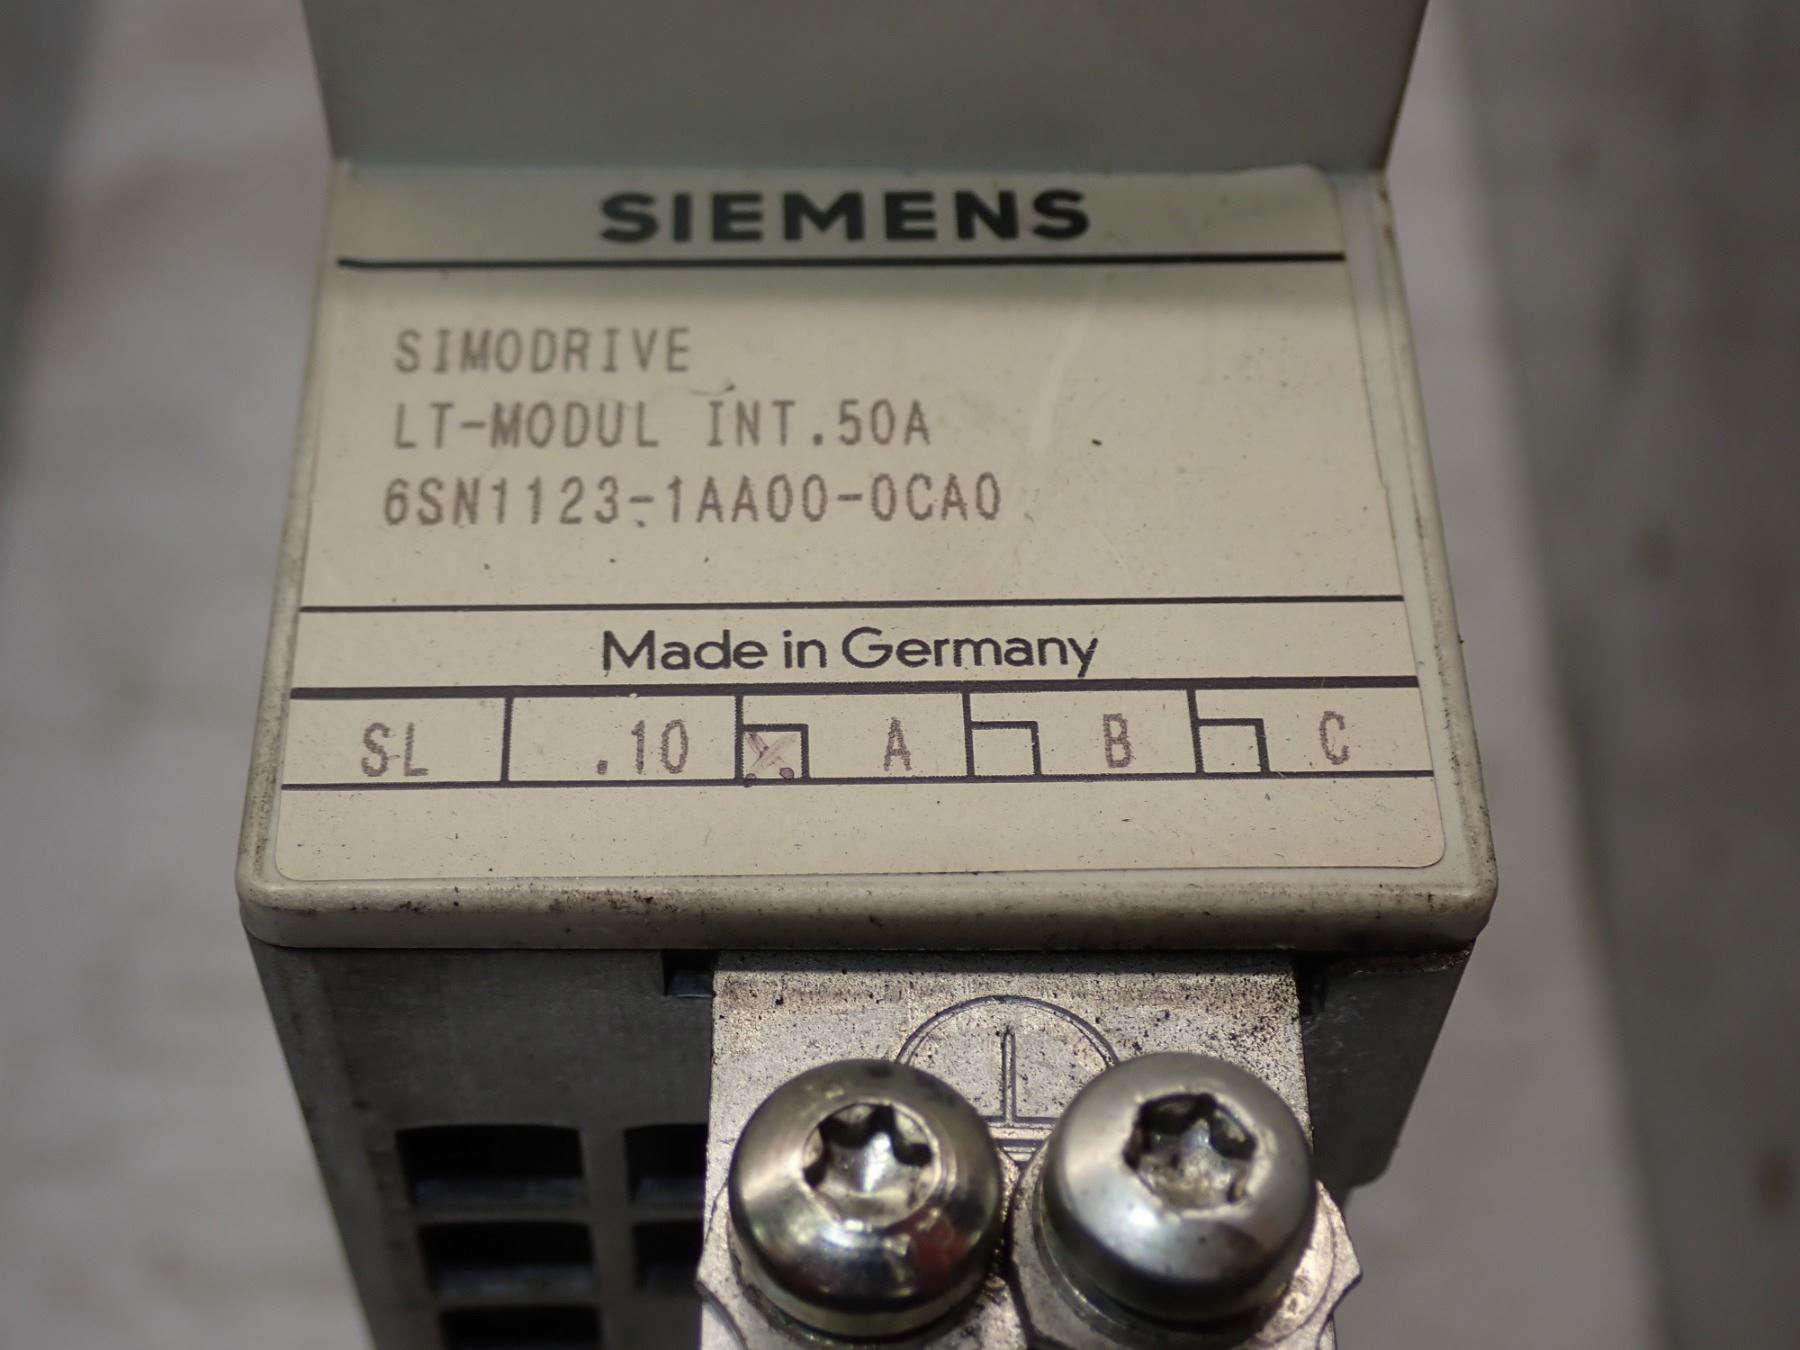 SIEMENS
SIMODRIVE
LT-MODUL INT.50A
6SN1123-1AA00-0CA0
Made in Germany
SL .10 A B C